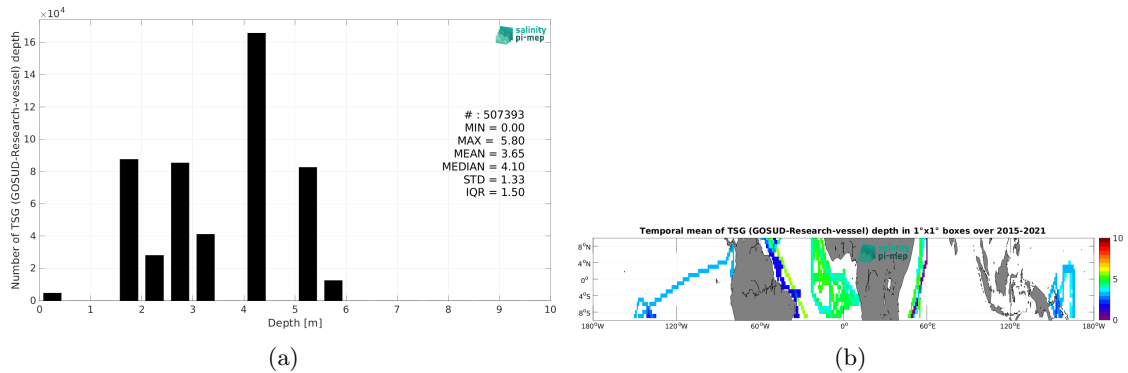 ×10⁴
16
14
12
10
8
6
4
2
0
Number of TSG (GOSUD-Research-vessel) depth
salinity
pi-mep
# : 507393
MIN = 0.00
MAX = 5.80
MEAN = 3.65
MEDIAN = 4.10
STD = 1.33
IQR = 1.50
0 1 2 3 4 5 6 7 8 9 10
Depth [m]
(a)
Temporal mean of TSG (GOSUD-Research-vessel) depth in 1°x1° boxes over 2015-2021
salinity
pi-mep
8°N
4°N
0°
4°S
8°S
180°W 120°W 60°W 0° 60°E 120°E 180°W
10
5
0
(b)